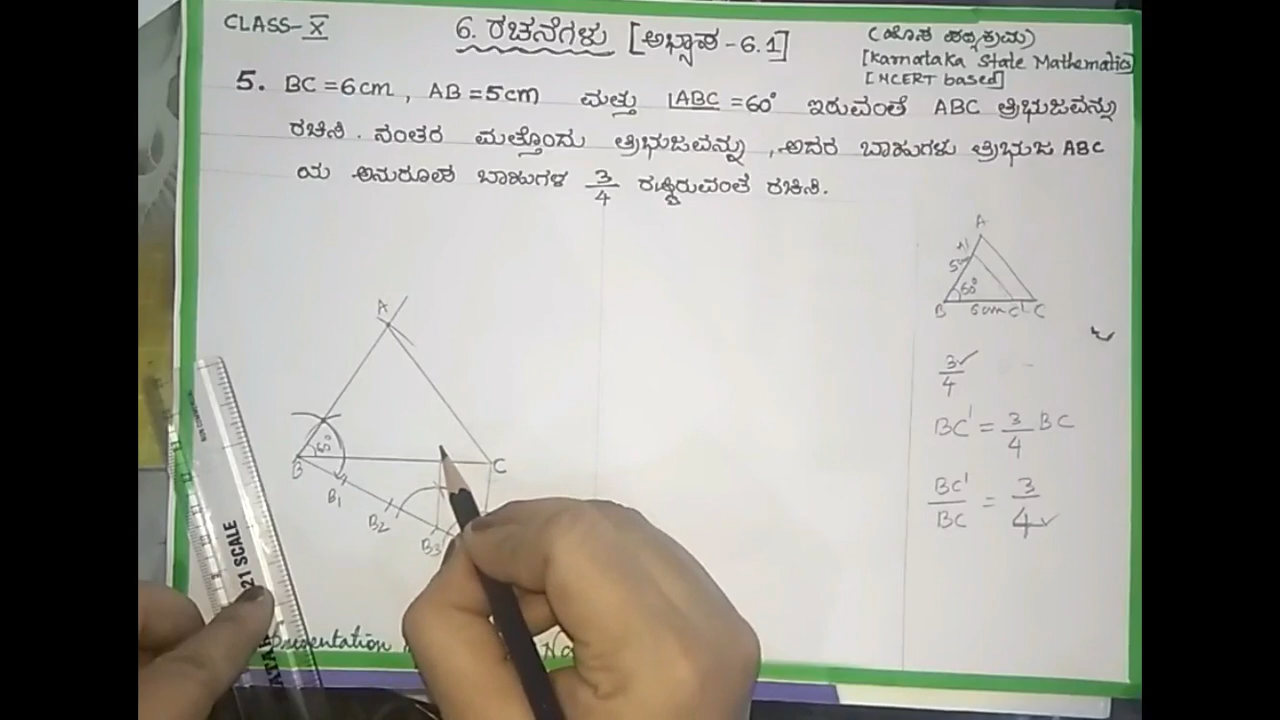 CLASS-X
6. ರಚನೆಗಳು [ಅಭ್ಯಾಸ - 6.1]
(ಹೊಸ ಪಠ್ಯಕ್ರಮ)
[Karnataka State Mathematics]
[NCERT based]
5. BC = 6cm, AB = 5cm ಮತ್ತು ∠ABC = 60° ಇರುವಂತೆ ABC ತ್ರಿಭುಜವನ್ನು
ರಚಿಸಿ. ನಂತರ ಮತ್ತೊಂದು ತ್ರಿಭುಜವನ್ನು, ಅದರ ಬಾಹುಗಳು ತ್ರಿಭುಜ ABC
ಯ ಅನುರೂಪ ಬಾಹುಗಳ 3/4 ರಷ್ಟಿರುವಂತೆ ರಚಿಸಿ.
A
A'
5
60°
B 6cm C' C
3/4
BC' = 3/4 BC
BC'/BC = 3/4
A
60°
B
C
B1
B2
B3
21 SCALE